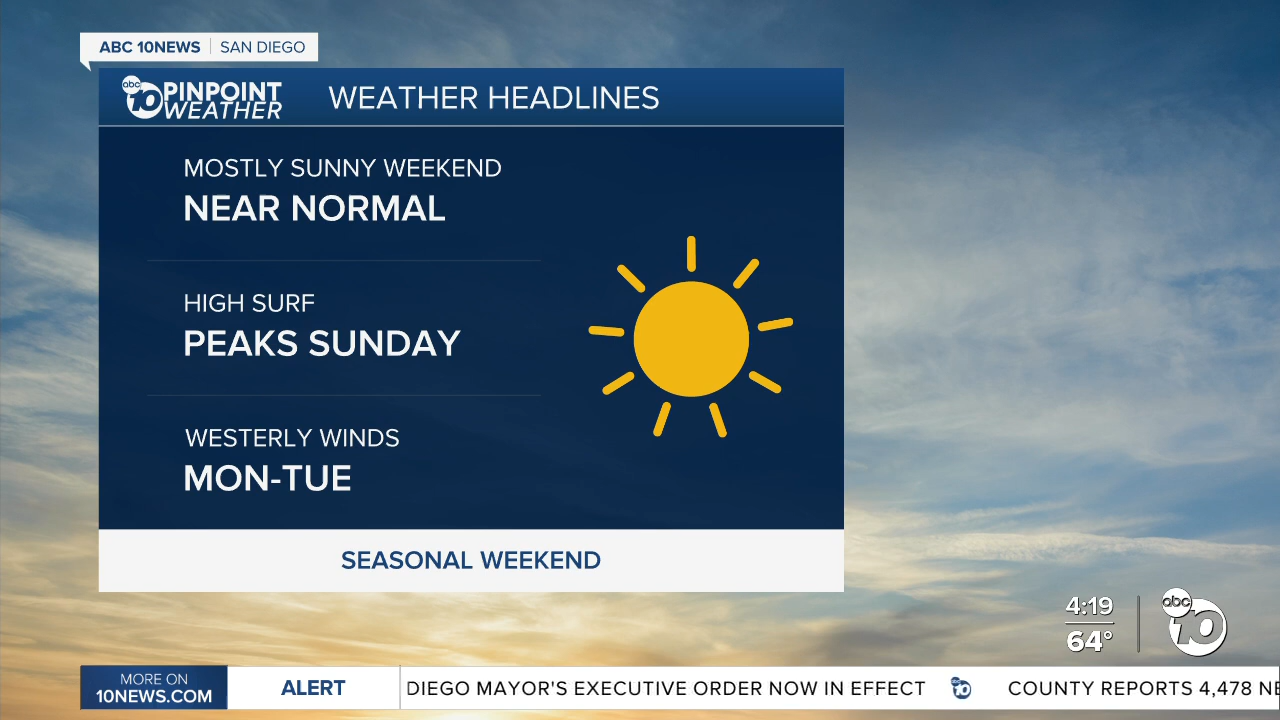 ABC 10NEWS | SAN DIEGO
abc 10 PINPOINT
WEATHER
WEATHER HEADLINES
MOSTLY SUNNY WEEKEND
NEAR NORMAL
HIGH SURF
PEAKS SUNDAY
WESTERLY WINDS
MON-TUE
SEASONAL WEEKEND
4:19
64°
abc 10
MORE ON
10NEWS.COM
ALERT
DIEGO MAYOR'S EXECUTIVE ORDER NOW IN EFFECT abc 10 COUNTY REPORTS 4,478